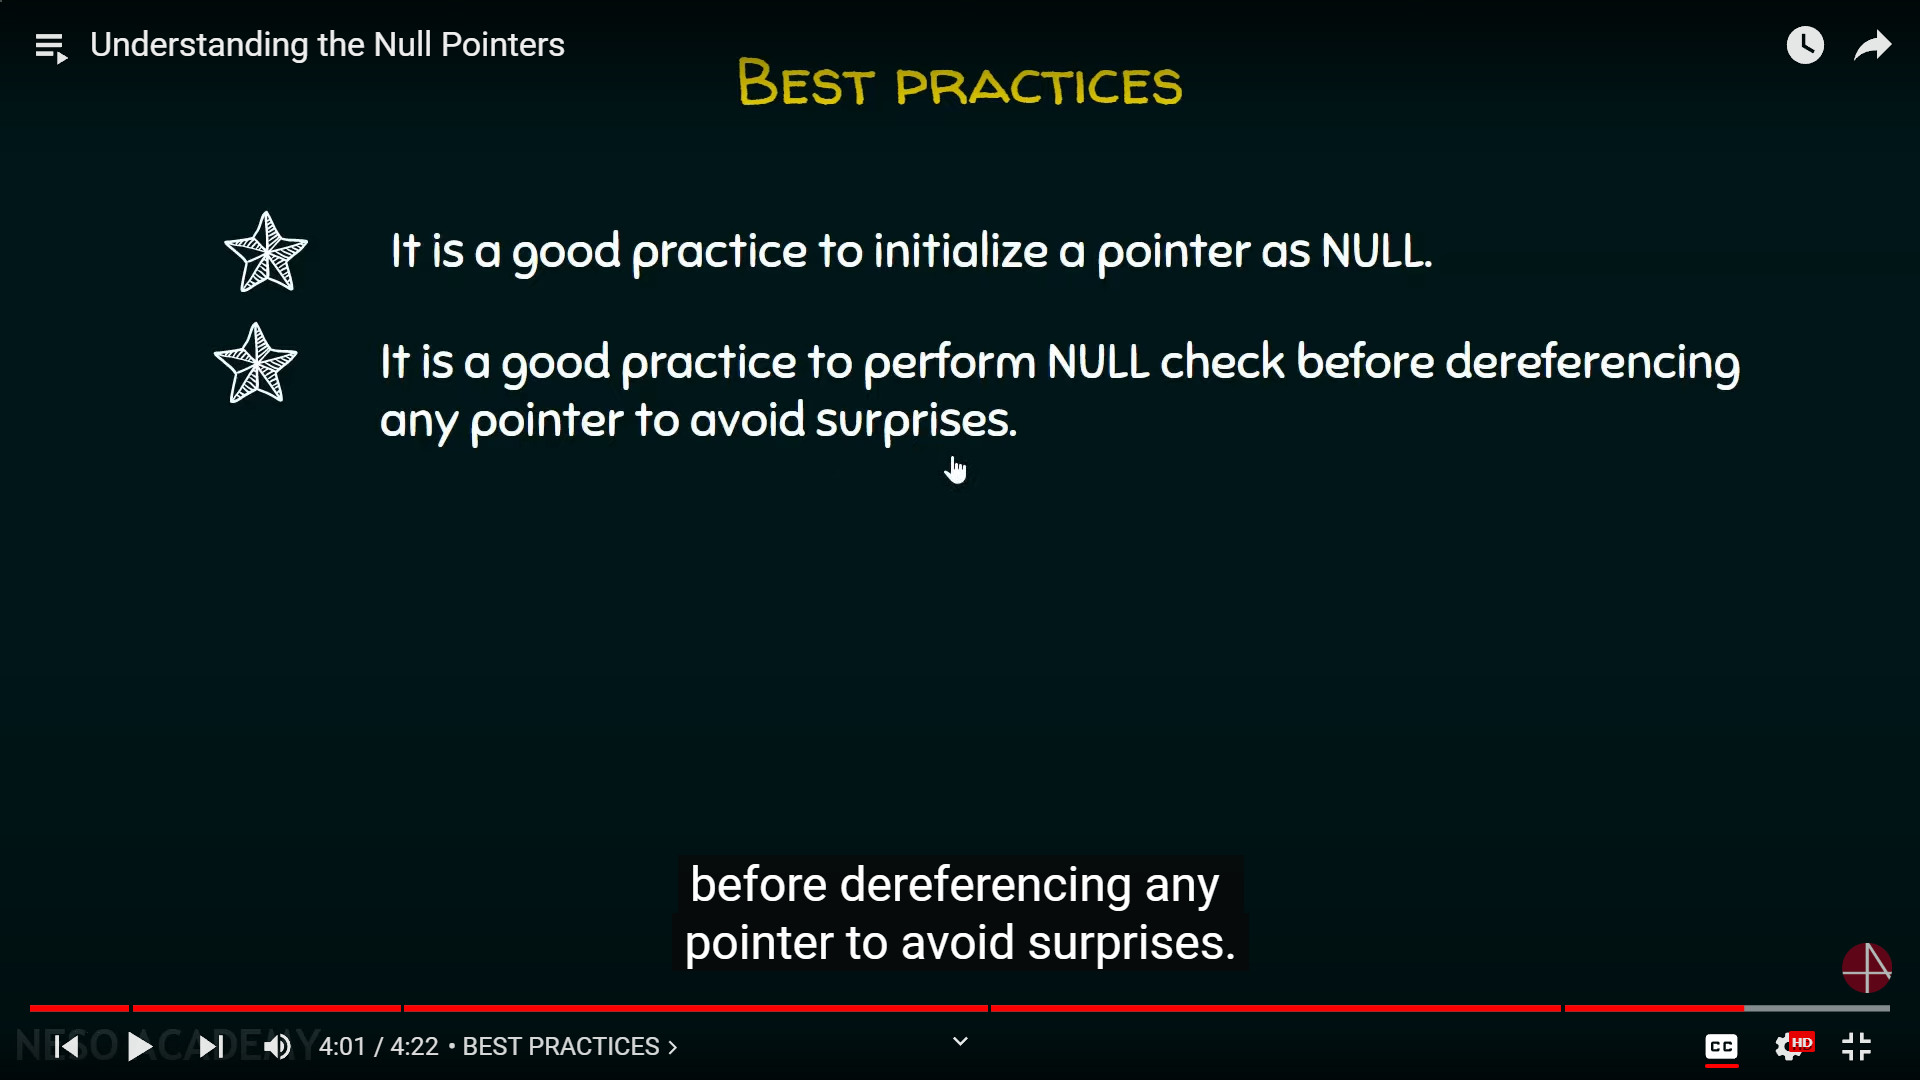 Understanding the Null Pointers
BEST PRACTICES
It is a good practice to initialize a pointer as NULL.
It is a good practice to perform NULL check before dereferencing
any pointer to avoid surprises.
before dereferencing any
pointer to avoid surprises.
NESO ACADEMY
4:01 / 4:22 • BEST PRACTICES >
CC
HD